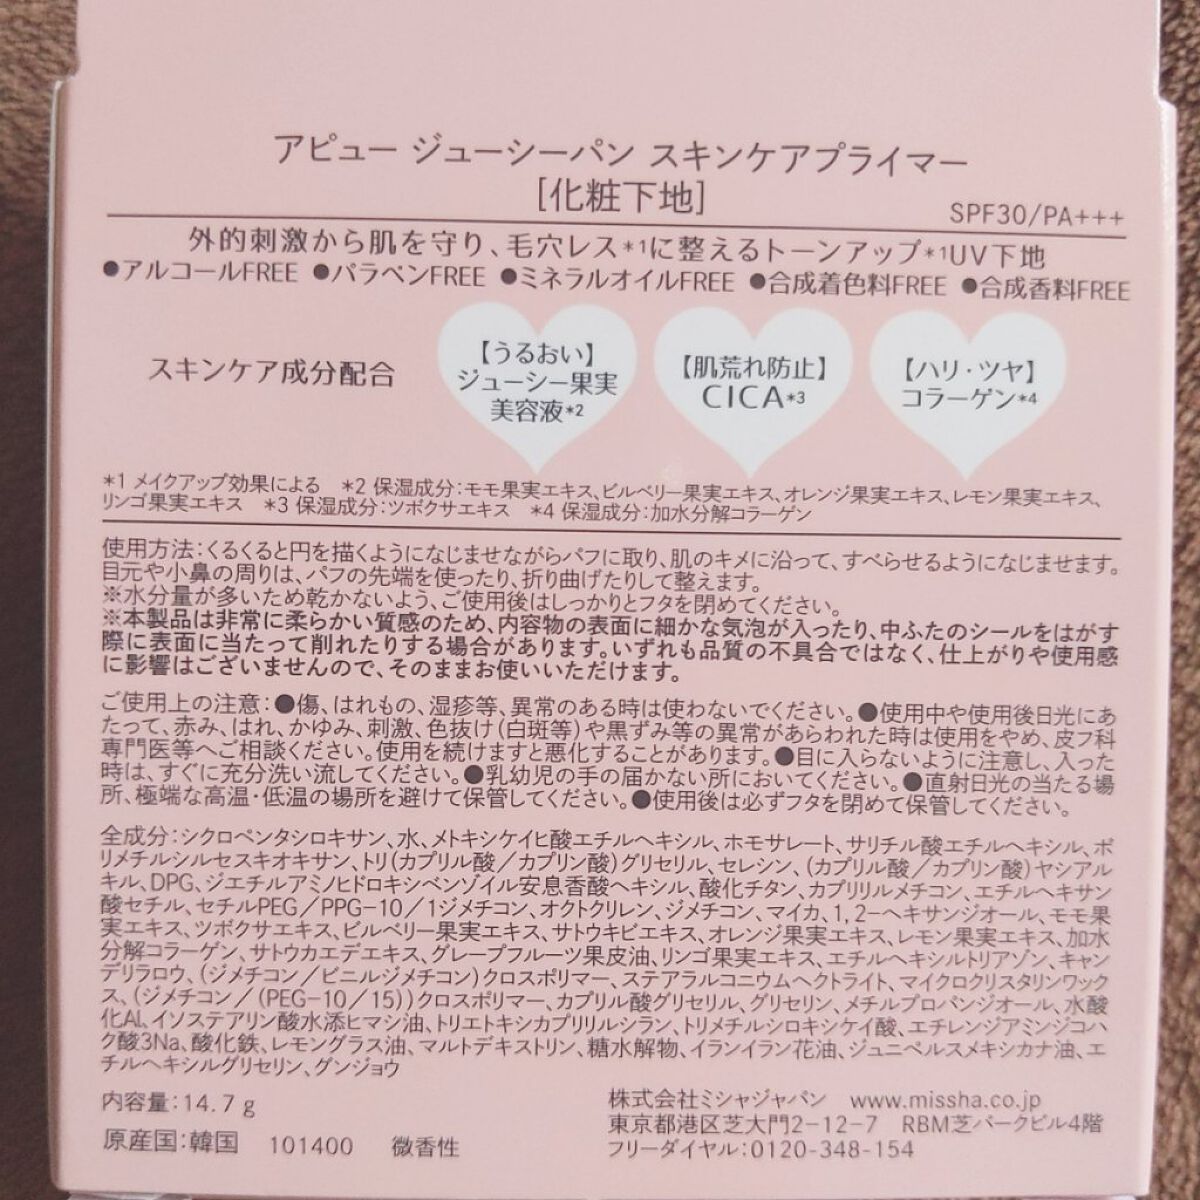 アピュー ジューシーパン スキンケアプライマー
[化粧下地]
SPF30/PA+++
外的刺激から肌を守り、毛穴レス*1に整えるトーンアップ*1UV下地
●アルコールFREE ●パラベンFREE ●ミネラルオイルFREE ●合成着色料FREE ●合成香料FREE
スキンケア成分配合
【うるおい】
ジューシー果実
美容液*2
【肌荒れ防止】
CICA*3
【ハリ・ツヤ】
コラーゲン*4
*1 メイクアップ効果による *2 保湿成分:モモ果実エキス、ビルベリー果実エキス、オレンジ果実エキス、レモン果実エキス、
リンゴ果実エキス *3 保湿成分:ツボクサエキス *4 保湿成分:加水分解コラーゲン
使用方法:くるくると円を描くようになじませながらパフに取り、肌のキメに沿って、すべらせるようになじませます。
目元や小鼻の周りは、パフの先端を使ったり、折り曲げたりして整えます。
※水分量が多いため乾かないよう、ご使用後はしっかりとフタを閉めてください。
※本製品は非常に柔らかい質感のため、内容物の表面に細かな気泡が入ったり、中ふたのシールをはがす
際に表面に当たって削れたりする場合があります。いずれも品質の不具合ではなく、仕上がりや使用感
に影響はございませんので、そのままお使いいただけます。
ご使用上の注意:●傷、はれもの、湿疹等、異常のある時は使わないでください。●使用中や使用後日光にあ
たって、赤み、はれ、かゆみ、刺激、色抜け(白斑等)や黒ずみ等の異常があらわれた時は使用をやめ、皮フ科
専門医等へご相談ください。使用を続けますと悪化することがあります。●目に入らないように注意し、入った
時は、すぐに充分洗い流してください。●乳幼児の手の届かない所においてください。●直射日光の当たる場
所、極端な高温・低温の場所を避けて保管してください。●使用後は必ずフタを閉めて保管してください。
全成分:シクロペンタシロキサン、水、メトキシケイヒ酸エチルヘキシル、ホモサレート、サリチル酸エチルヘキシル、ポ
リメチルシルセスキオキサン、トリ(カプリル酸/カプリン酸)グリセリル、セレシン、(カプリル酸/カプリン酸)ヤシアル
キル、DPG、ジエチルアミノヒドロキシベンゾイル安息香酸ヘキシル、酸化チタン、カプリリルメチコン、エチルヘキサン
酸セチル、セチルPEG/PPG-10/1ジメチコン、オクトクリレン、ジメチコン、マイカ、1,2-ヘキサンジオール、モモ果
実エキス、ツボクサエキス、ビルベリー果実エキス、サトウキビエキス、オレンジ果実エキス、レモン果実エキス、加水
分解コラーゲン、サトウカエデエキス、グレープフルーツ果皮油、リンゴ果実エキス、エチルヘキシルトリアゾン、キャン
デリラロウ、(ジメチコン/ビニルジメチコン)クロスポリマー、ステアラルコニウムヘクトライト、マイクロクリスタリンワック
ス、(ジメチコン/(PEG-10/15))クロスポリマー、カプリル酸グリセリル、グリセリン、メチルプロパンジオール、水酸
化Al、イソステアリン酸水添ヒマシ油、トリエトキシカプリリルシラン、トリメチルシロキシケイ酸、エチレンジアミンジコハ
ク酸3Na、酸化鉄、レモングラス油、マルトデキストリン、糖水解物、イランイラン花油、ジュニペルスメキシカナ油、エ
チルヘキシルグリセリン、グンジョウ
内容量:14.7g
原産国:韓国 101400 微香性
株式会社ミシャジャパン www.missha.co.jp
東京都港区芝大門2-12-7 RBM芝パークビル4階
フリーダイヤル:0120-348-154